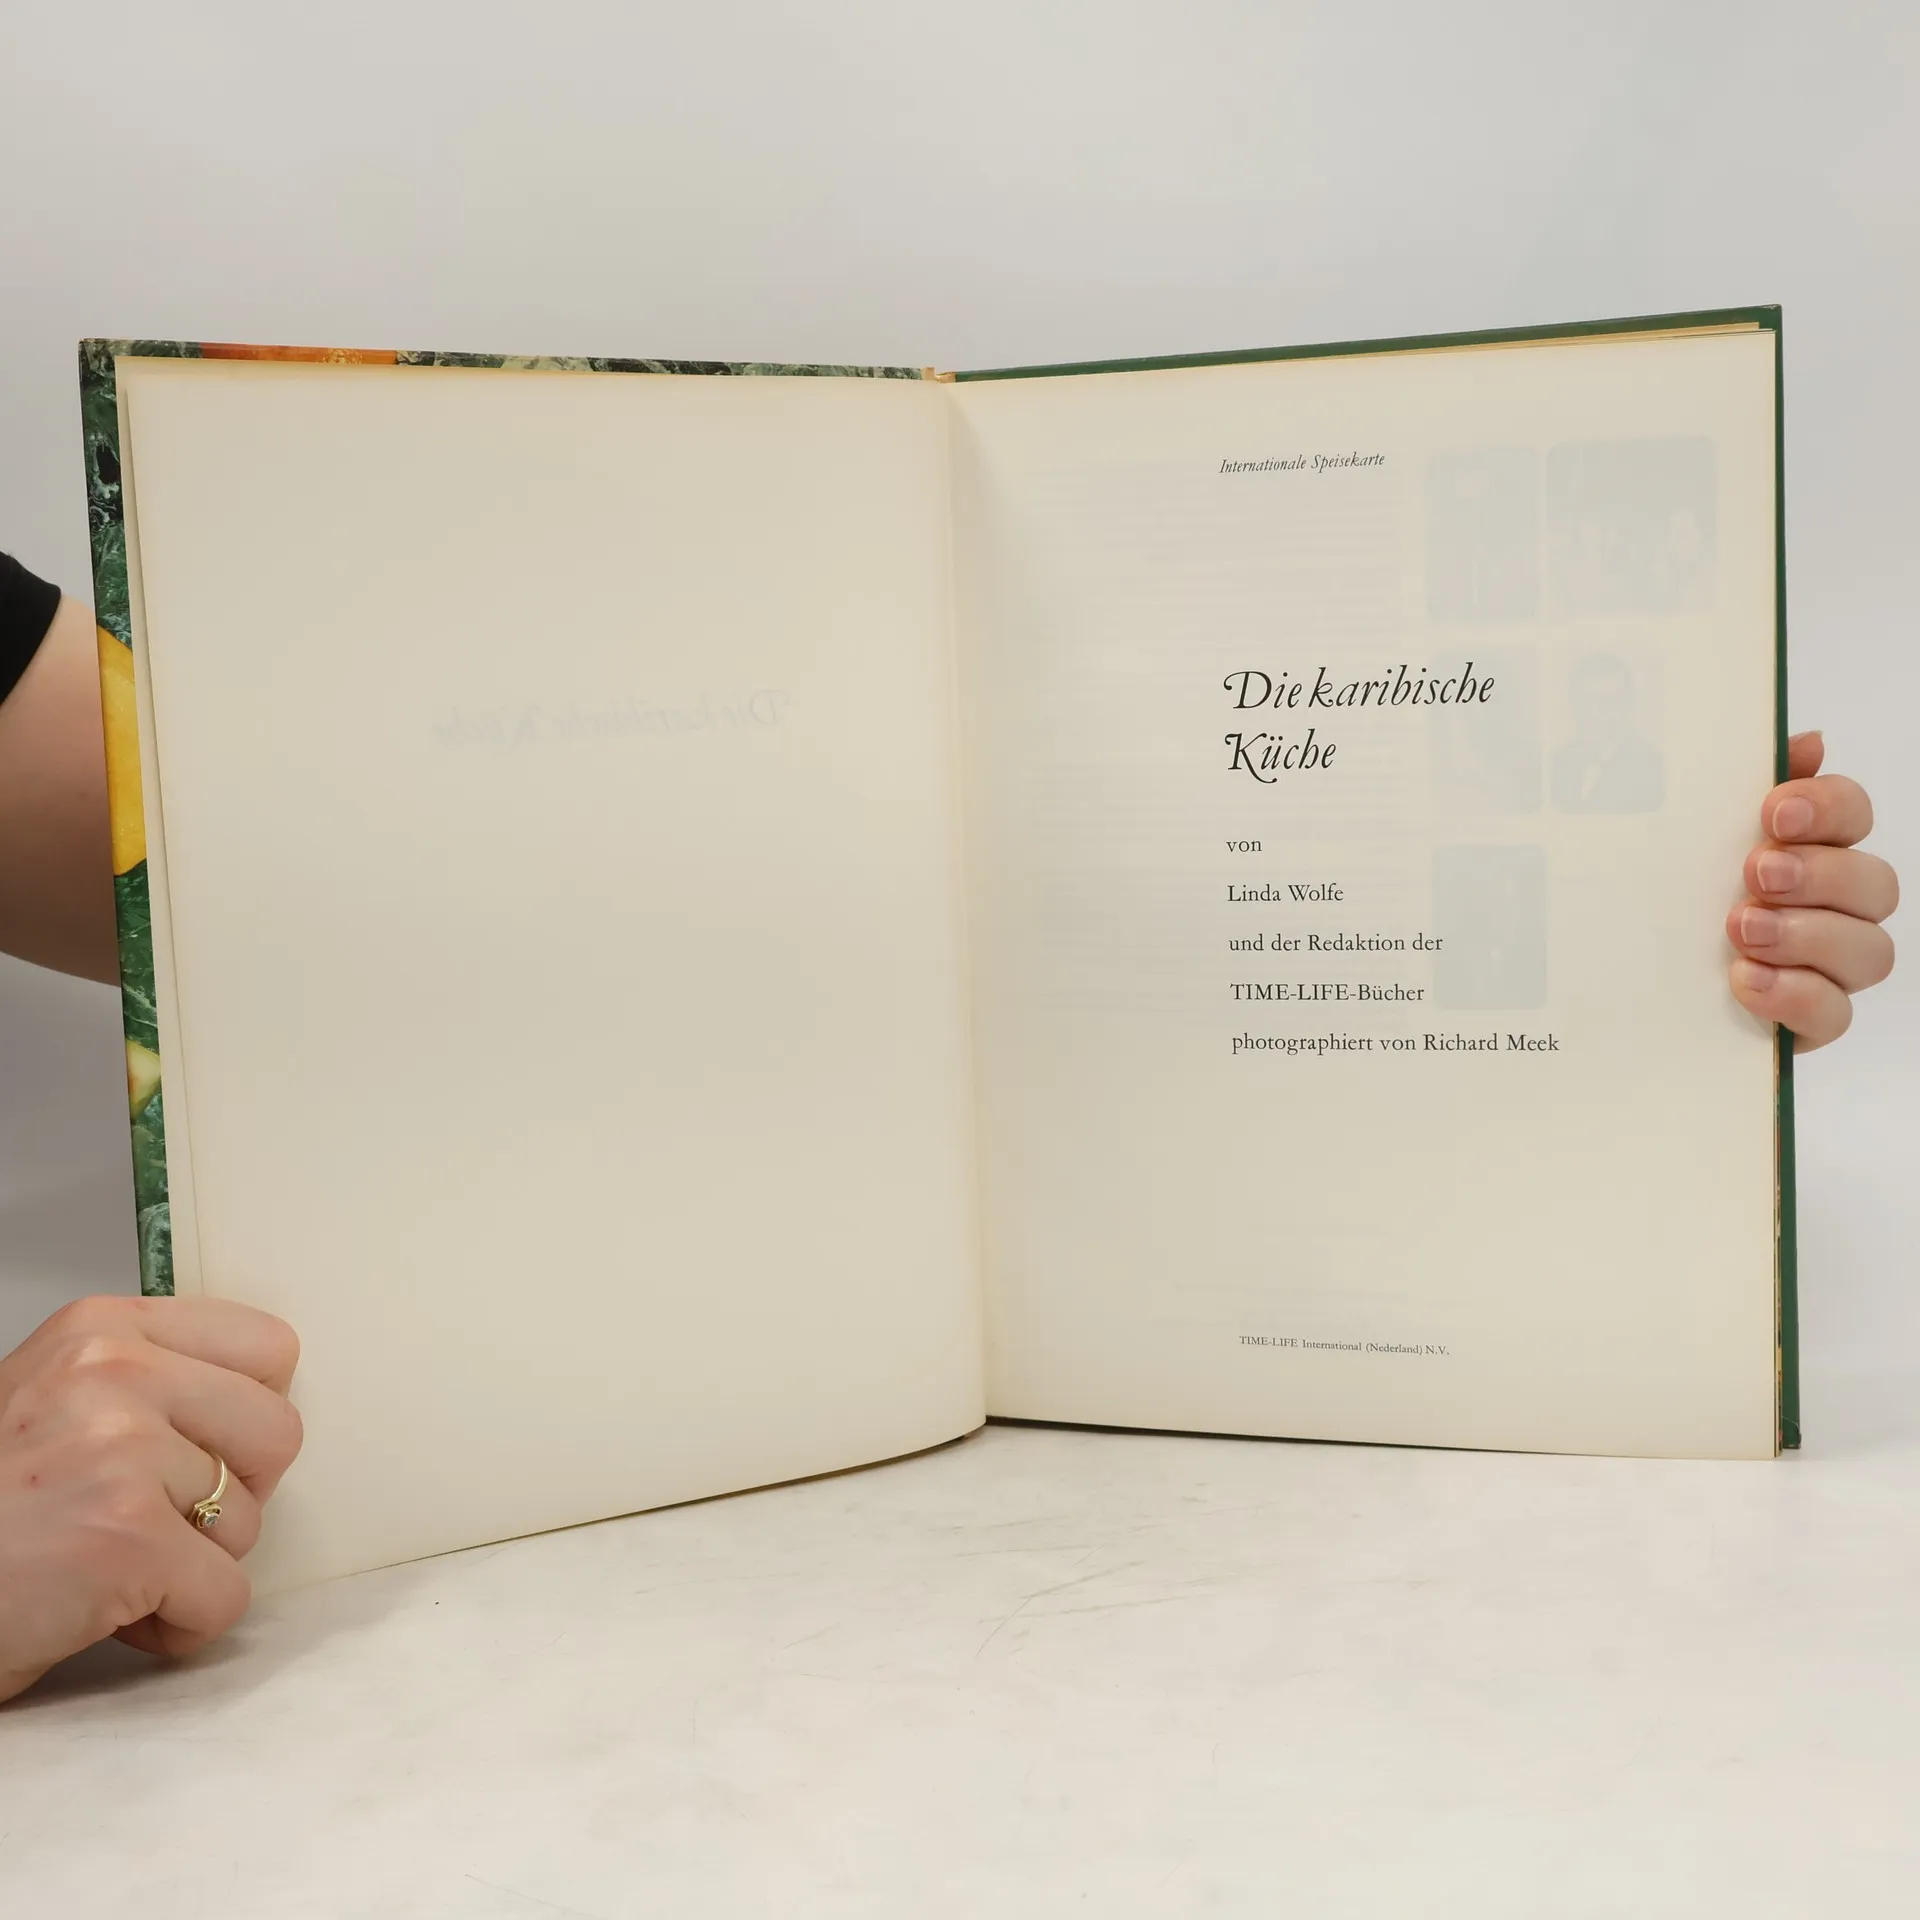 Internationale Speisekarte
Die karibische
Küche
von
Linda Wolfe
und der Redaktion der
TIME-LIFE-Bücher
photographiert von Richard Meek
TIME-LIFE International (Nederland) N.V.